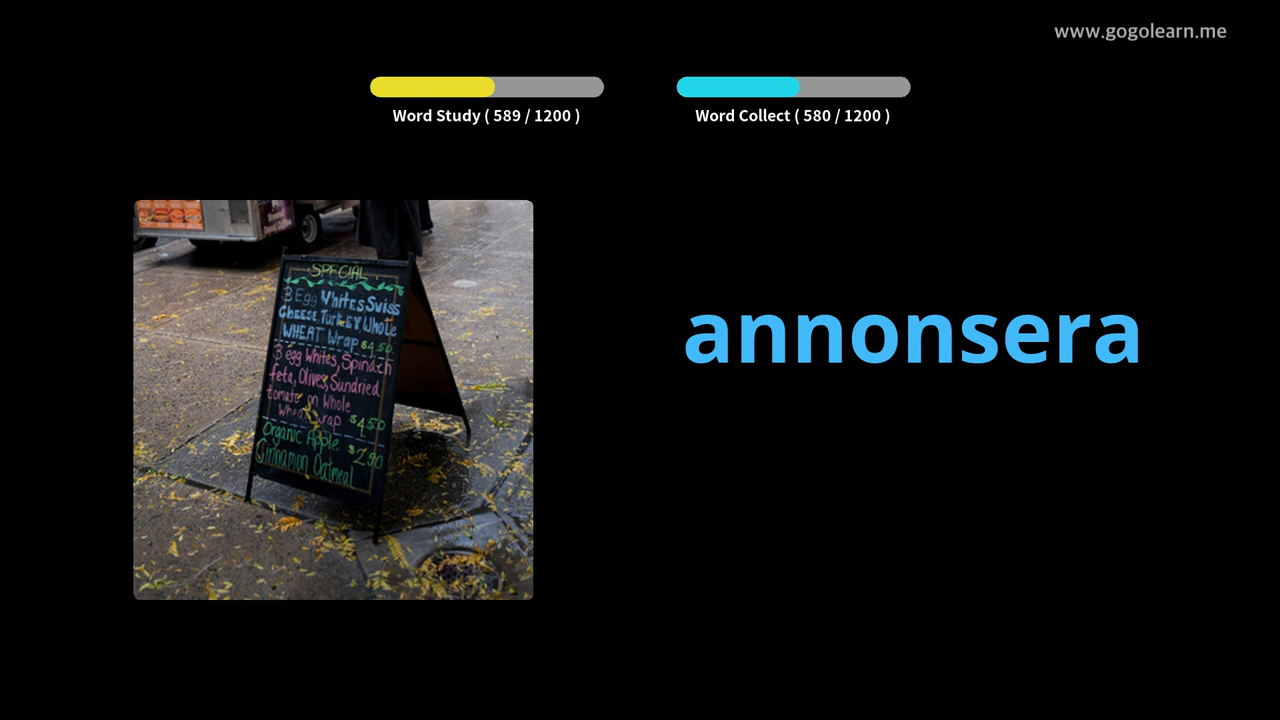 www.gogolearn.me
Word Study ( 589 / 1200 )
Word Collect ( 580 / 1200 )
SPECIAL
3 Egg Whites, Swiss
Cheese, Turkey Whole
WHEAT Wrap $4.50
3 egg Whites, Spinach
feta, Olives, Sundried
tomato on Whole
Wheat Wrap $4.50
Organic Apple
Cinnamon Oatmeal $2.50
annonsera